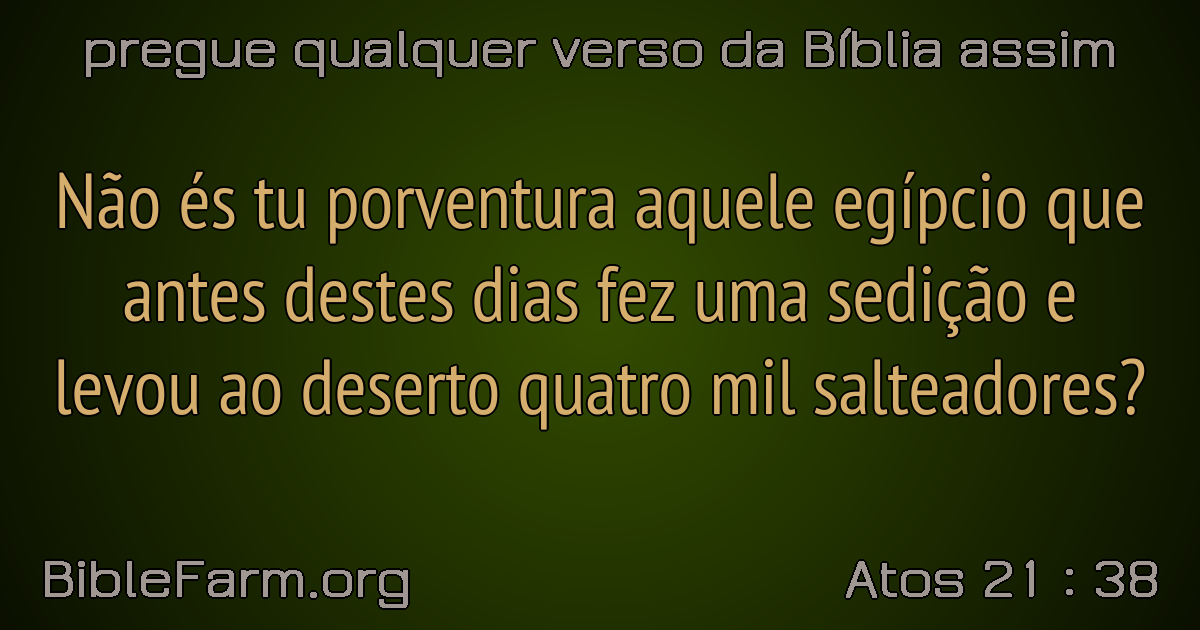 pregue qualquer verso da Bíblia assim
Não és tu porventura aquele egípcio que
antes destes dias fez uma sedição e
levou ao deserto quatro mil salteadores?
BibleFarm.org
Atos 21 : 38